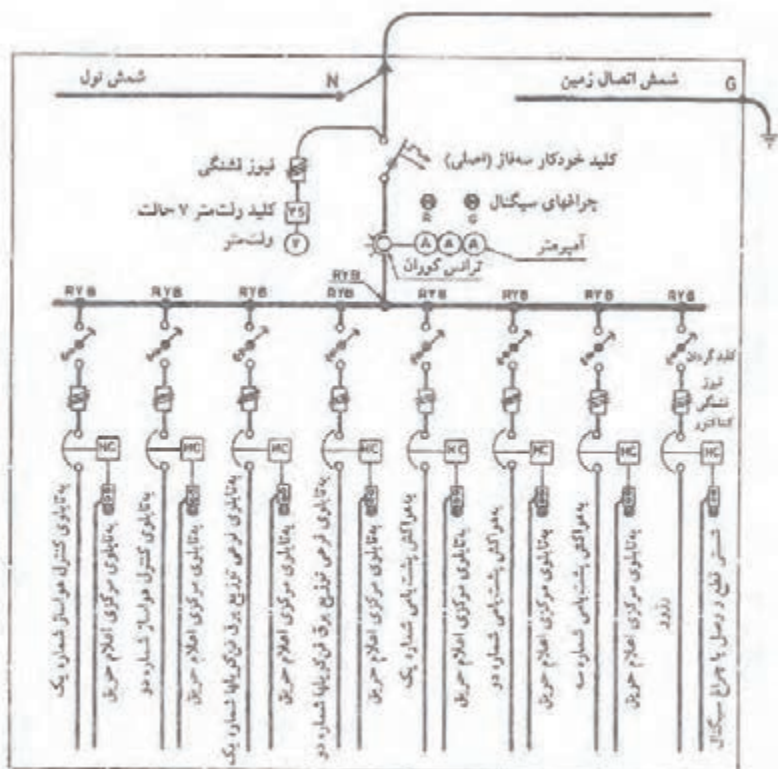 شمش نول
N
شمش اتصال زمین
G
کلید خودکار سه‌فاز (اصلی)
فیوز فشنگی
چراغهای سیگنال
R
G
کلید ولت‌متر ۷ حالت
VS
ولت‌متر
V
A A A
آمپرمتر
ترانس کوران
RYB
RYB RYB RYB RYB RYB RYB RYB RYB
کلید گردان
فیوز
فشنگی
کنتاکتور
MC MC MC MC MC MC MC MC
به‌تابلوی کنترل هواساز شماره یک
به‌تابلوی مرکزی اعلام حریق
به‌تابلوی کنترل هواساز شماره دو
به‌تابلوی مرکزی اعلام حریق
به‌تابلوی فرعی توزیع برق فن‌کویلها شماره یک
به‌تابلوی مرکزی اعلام حریق
به‌تابلوی فرعی توزیع برق فن‌کویلها شماره دو
به‌تابلوی مرکزی اعلام حریق
به‌هواکش پشت‌بامی شماره یک
به‌تابلوی مرکزی اعلام حریق
به‌هواکش پشت‌بامی شماره دو
به‌تابلوی مرکزی اعلام حریق
به‌هواکش پشت‌بامی شماره سه
به‌تابلوی مرکزی اعلام حریق
رزرو
شستی قطع و وصل با چراغ سیگنال